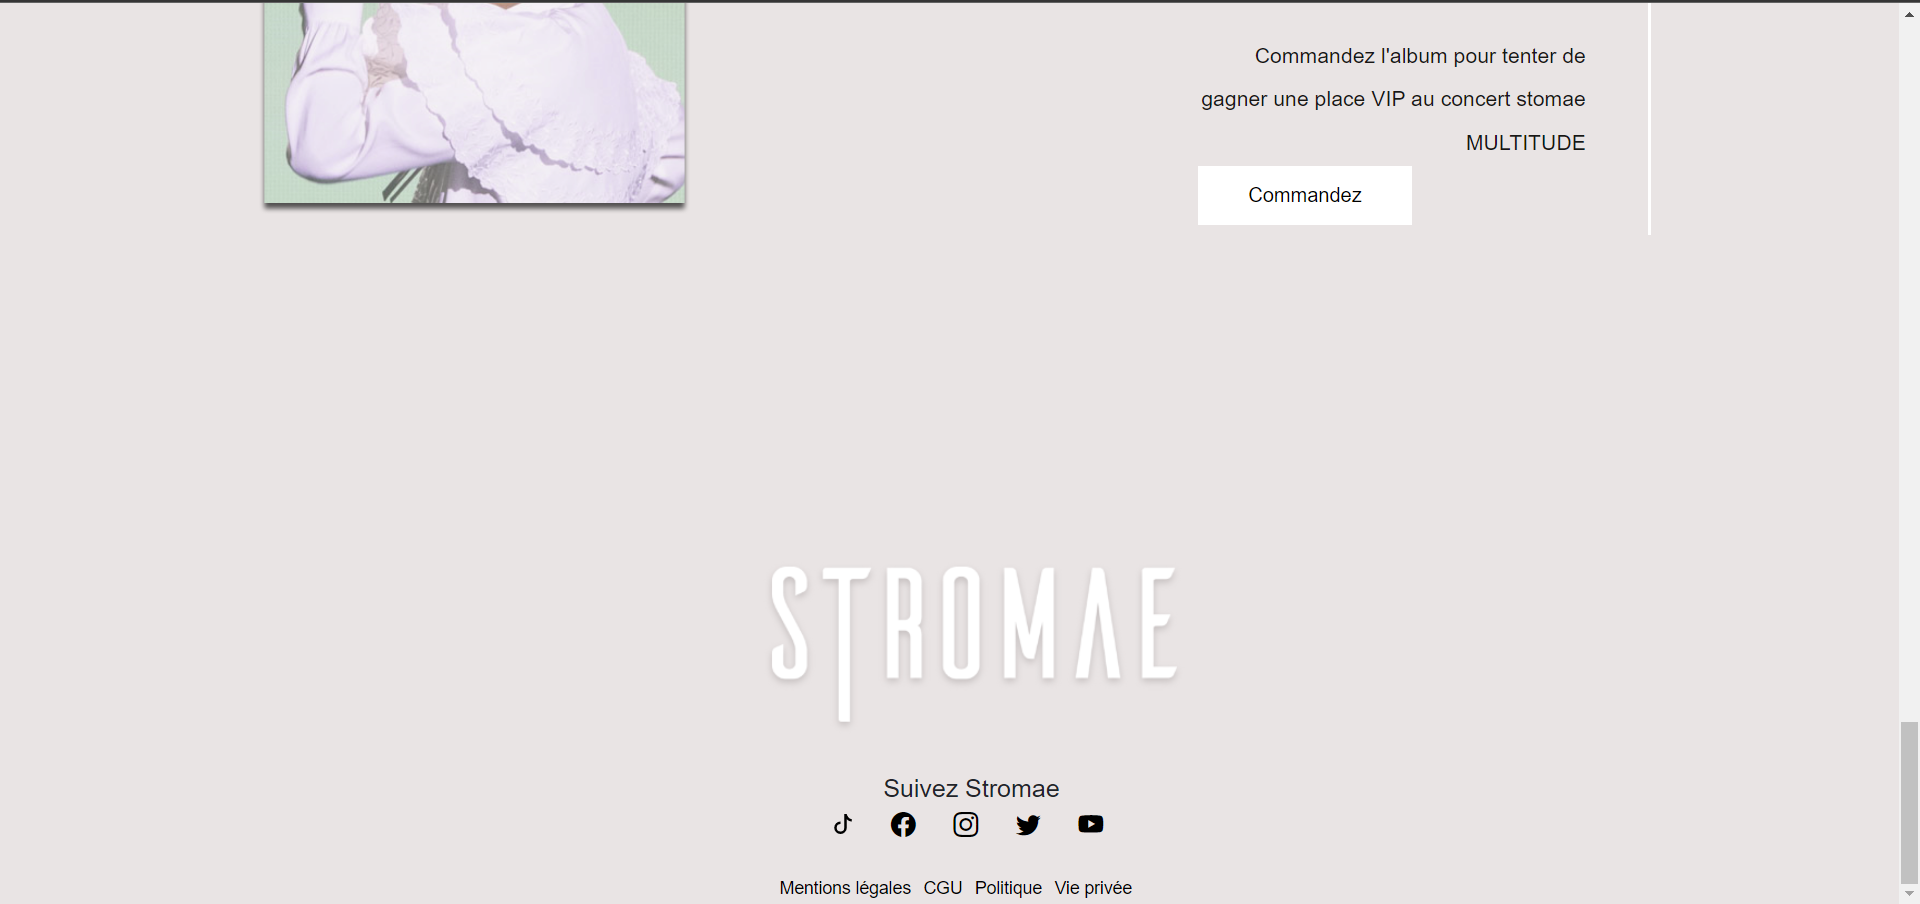 Commandez l'album pour tenter de
gagner une place VIP au concert stomae
MULTITUDE
Commandez
STROMAE
Suivez Stromae
Mentions légales CGU Politique Vie privée